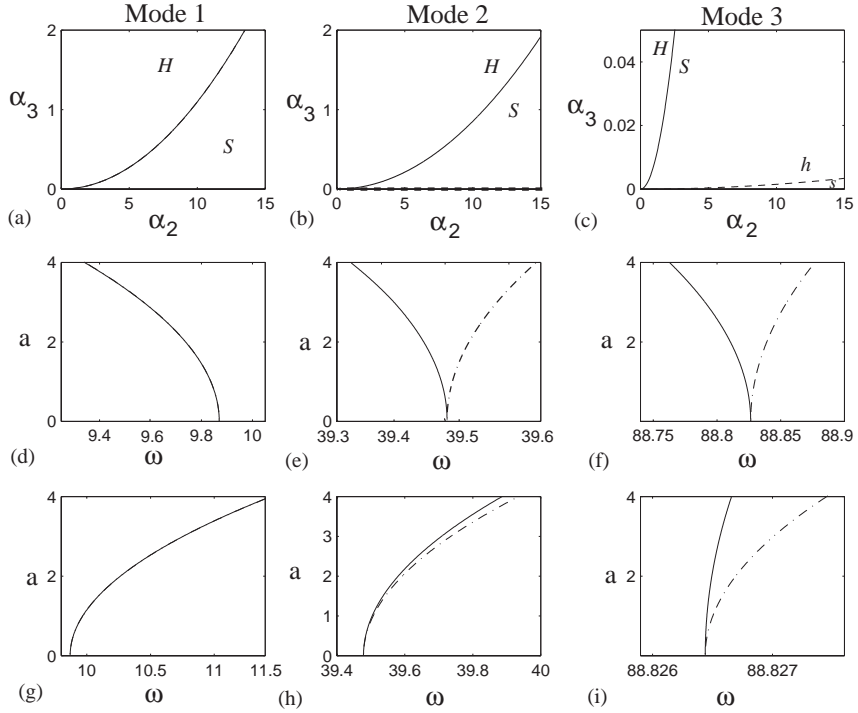 Mode 1 Mode 2 Mode 3
2 2
α3 1 α3 1 α3 0.04
0.02
0 0 0
H S H S H S h s
0 5 10 15 0 5 10 15 0 5 10 15
(a) α2 (b) α2 (c) α2
4 4 4
a 2 a 2 a 2
0 0 0
9.4 9.6 9.8 10 39.3 39.4 39.5 39.6 88.75 88.8 88.85 88.9
(d) ω (e) ω (f) ω
4 4 4
3
a 2 a 2 a 2
1
0 0 0
10 10.5 11 11.5 39.4 39.6 39.8 40 88.826 88.827
(g) ω (h) ω (i) ω